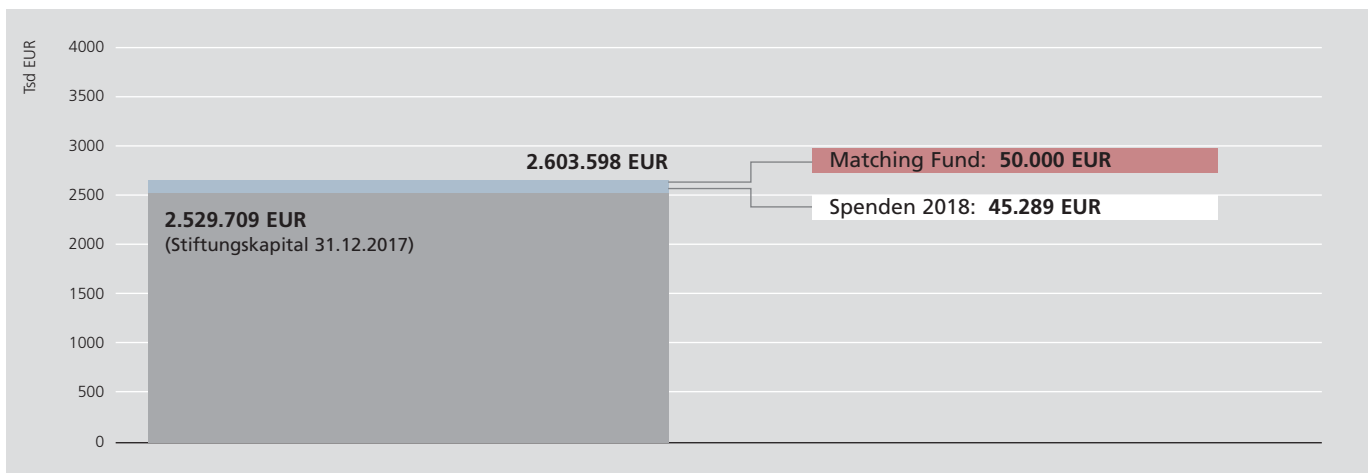 Tsd EUR
4000
3500
3000
2500
2000
1500
1000
500
0
2.603.598 EUR
2.529.709 EUR
(Stiftungskapital 31.12.2017)
Matching Fund: 50.000 EUR
Spenden 2018: 45.289 EUR